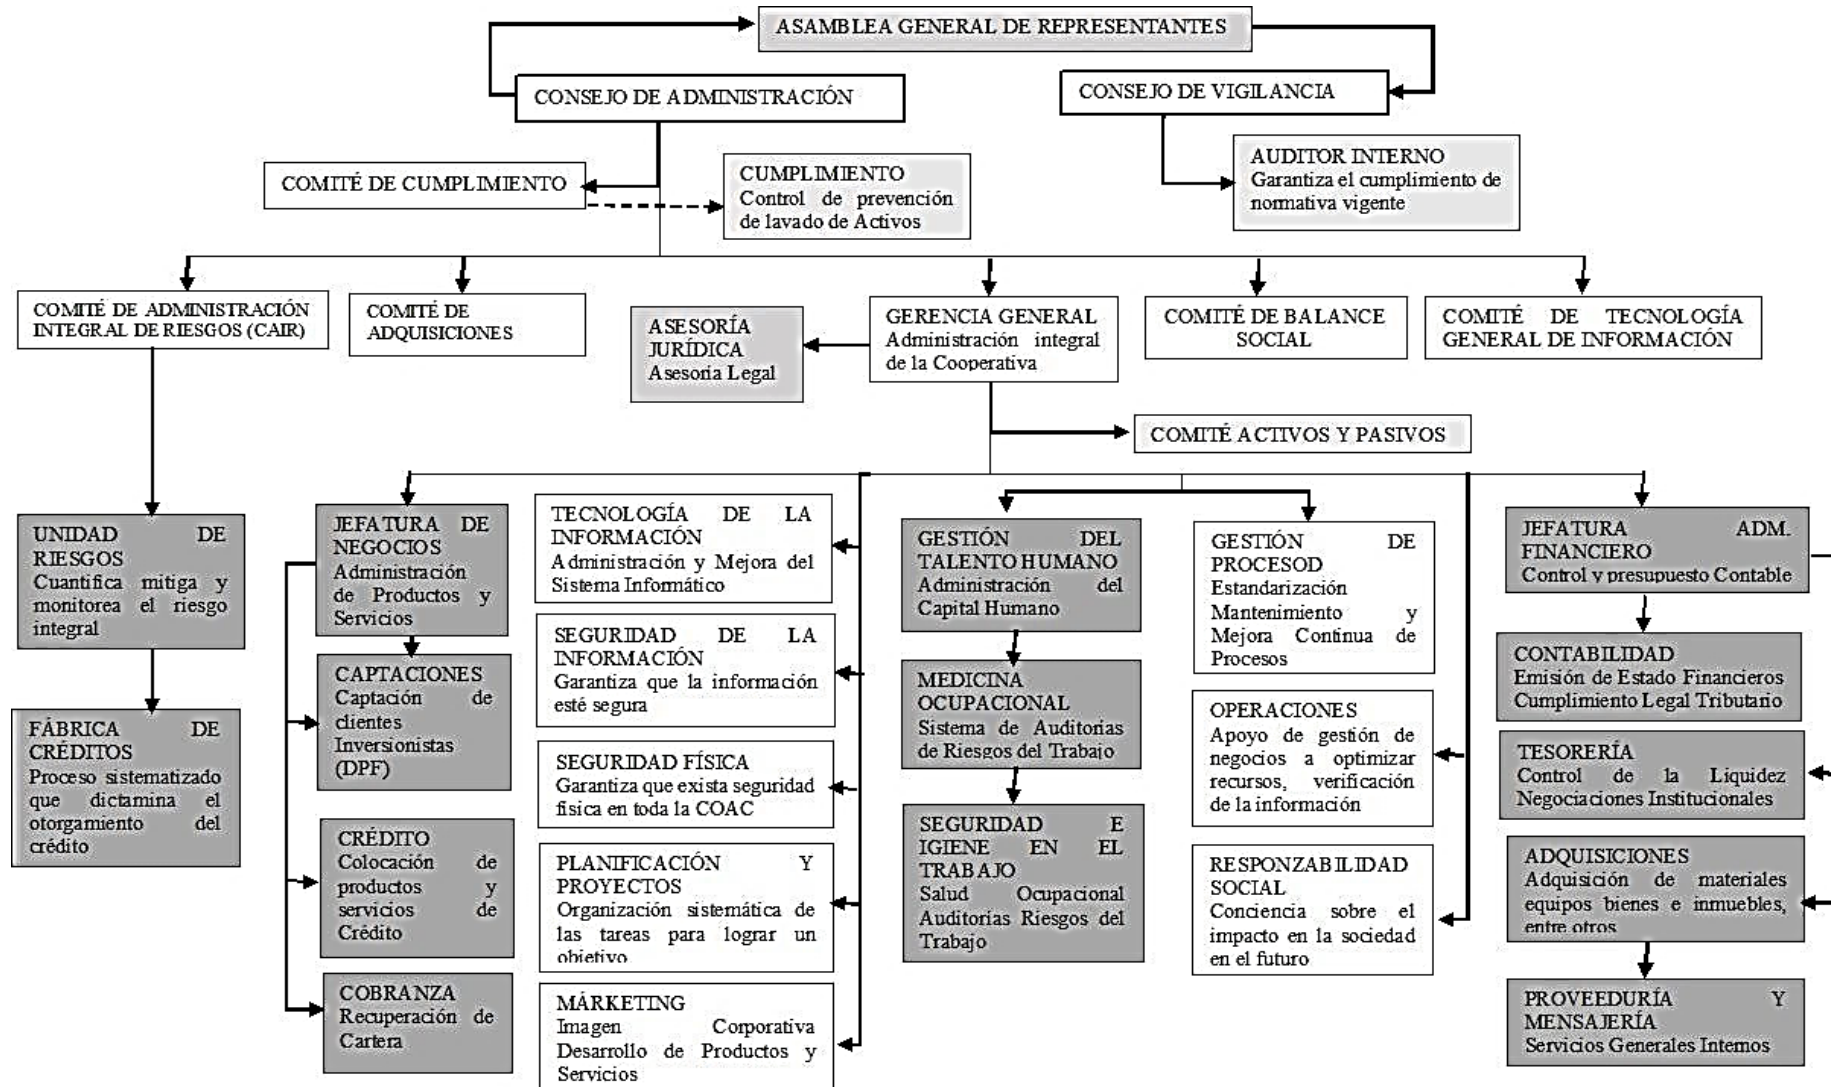 ASAMBLEA GENERAL DE REPRESENTANTES
CONSEJO DE ADMINISTRACIÓN
CONSEJO DE VIGILANCIA
COMITÉ DE CUMPLIMIENTO
CUMPLIMIENTO
Control de prevención
de lavado de Activos
AUDITOR INTERNO
Garantiza el cumplimiento de
normativa vigente
COMITÉ DE ADMINISTRACIÓN
INTEGRAL DE RIESGOS (CAIR)
COMITÉ DE
ADQUISICIONES
ASESORÍA
JURÍDICA
Asesoria Legal
GERENCIA GENERAL
Administración integral
de la Cooperativa
COMITÉ DE BALANCE
SOCIAL
COMITÉ DE TECNOLOGÍA
GENERAL DE INFORMACIÓN
COMITÉ ACTIVOS Y PASIVOS
UNIDAD DE
RIESGOS
Cuantifica mitiga y
monitorea el riesgo
integral
FÁBRICA DE
CRÉDITOS
Proceso sistematizado
que dictamina el
otorgamiento del
crédito
JEFATURA DE
NEGOCIOS
Administración
de Productos y
Servicios
CAPTACIONES
Captación de
clientes
Inversionistas
(DPF)
CRÉDITO
Colocación de
productos y
servicios de
Crédito
COBRANZA
Recuperación de
Cartera
TECNOLOGÍA DE LA
INFORMACIÓN
Administración y Mejora del
Sistema Informático
SEGURIDAD DE LA
INFORMACIÓN
Garantiza que la información
esté segura
SEGURIDAD FÍSICA
Garantiza que exista seguridad
física en toda la COAC
PLANIFICACIÓN Y
PROYECTOS
Organización sistemática de
las tareas para lograr un
objetivo
MÁRKETING
Imagen Corporativa
Desarrollo de Productos y
Servicios
GESTIÓN DEL
TALENTO HUMANO
Administración del
Capital Humano
MEDICINA
OCUPACIONAL
Sistema de Auditorías
de Riesgos del Trabajo
SEGURIDAD E
IGIENE EN EL
TRABAJO
Salud Ocupacional
Auditorías Riesgos del
Trabajo
GESTIÓN DE
PROCESOD
Estandarización
Mantenimiento y
Mejora Continua de
Procesos
OPERACIONES
Apoyo de gestión de
negocios a optimizar
recursos, verificación
de la información
RESPONZABILIDAD
SOCIAL
Conciencia sobre el
impacto en la sociedad
en el futuro
JEFATURA ADM.
FINANCIERO
Control y presupuesto Contable
CONTABILIDAD
Emisión de Estado Financieros
Cumplimiento Legal Tributario
TESORERÍA
Control de la Liquidez
Negociaciones Institucionales
ADQUISICIONES
Adquisición de materiales
equipos bienes e inmuebles,
entre otros
PROVEEDURÍA Y
MENSAJERÍA
Servicios Generales Internos